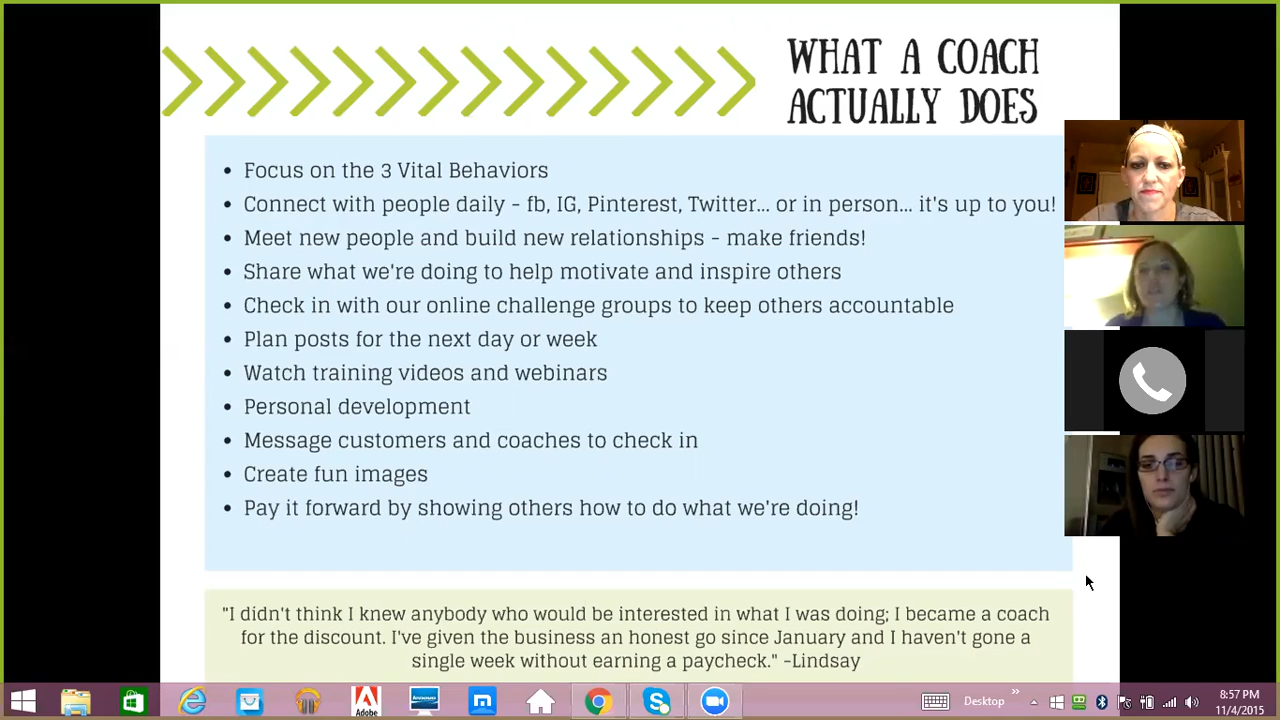 WHAT A COACH
ACTUALLY DOES
• Focus on the 3 Vital Behaviors
• Connect with people daily - fb, IG, Pinterest, Twitter... or in person... it's up to you!
• Meet new people and build new relationships - make friends!
• Share what we're doing to help motivate and inspire others
• Check in with our online challenge groups to keep others accountable
• Plan posts for the next day or week
• Watch training videos and webinars
• Personal development
• Message customers and coaches to check in
• Create fun images
• Pay it forward by showing others how to do what we're doing!
"I didn't think I knew anybody who would be interested in what I was doing; I became a coach
for the discount. I've given the business an honest go since January and I haven't gone a
single week without earning a paycheck." -Lindsay
Adobe
Desktop
8:57 PM
11/4/2015